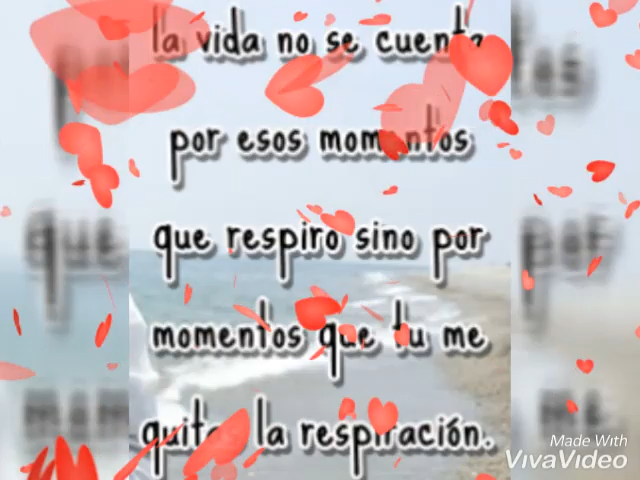 la vida no se cuenta
por esos momentos
que respiro sino por
momentos que tu me
quitas la respiración.
Made With
VivaVideo